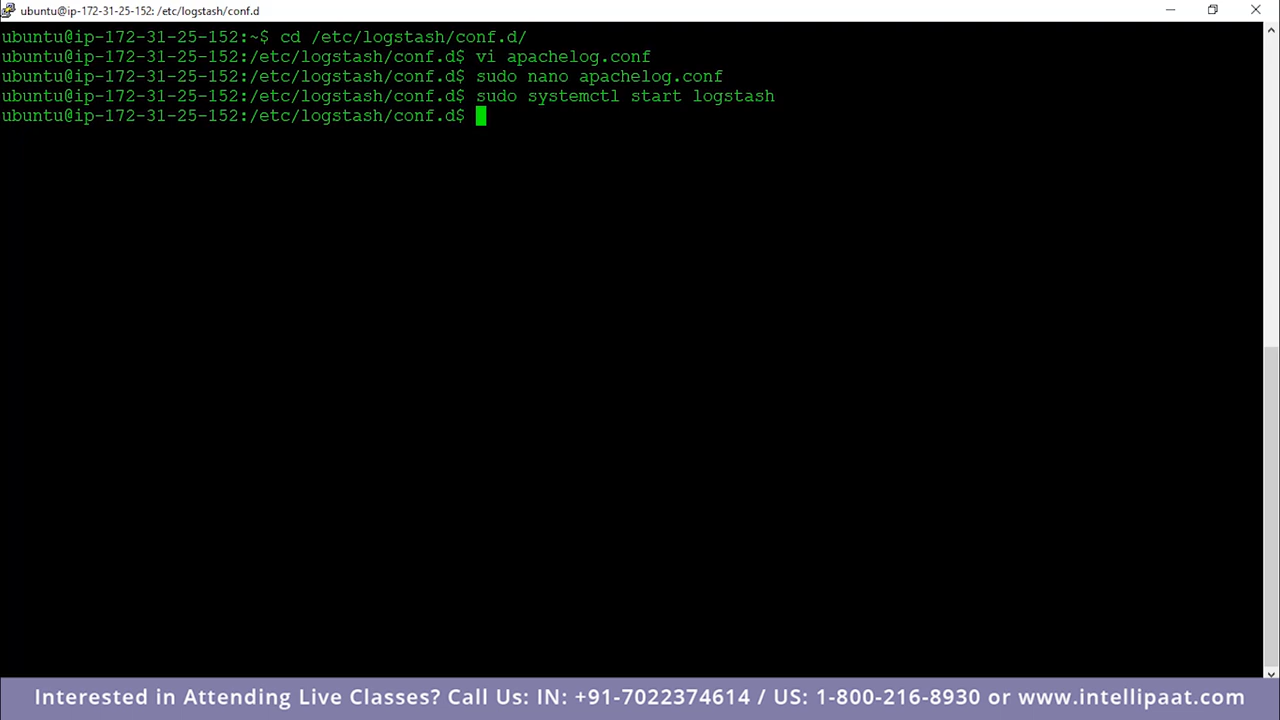 ubuntu@ip-172-31-25-152: /etc/logstash/conf.d
ubuntu@ip-172-31-25-152:~$ cd /etc/logstash/conf.d/
ubuntu@ip-172-31-25-152:/etc/logstash/conf.d$ vi apachelog.conf
ubuntu@ip-172-31-25-152:/etc/logstash/conf.d$ sudo nano apachelog.conf
ubuntu@ip-172-31-25-152:/etc/logstash/conf.d$ sudo systemctl start logstash
ubuntu@ip-172-31-25-152:/etc/logstash/conf.d$
Interested in Attending Live Classes? Call Us: IN: +91-7022374614 / US: 1-800-216-8930 or www.intellipaat.com